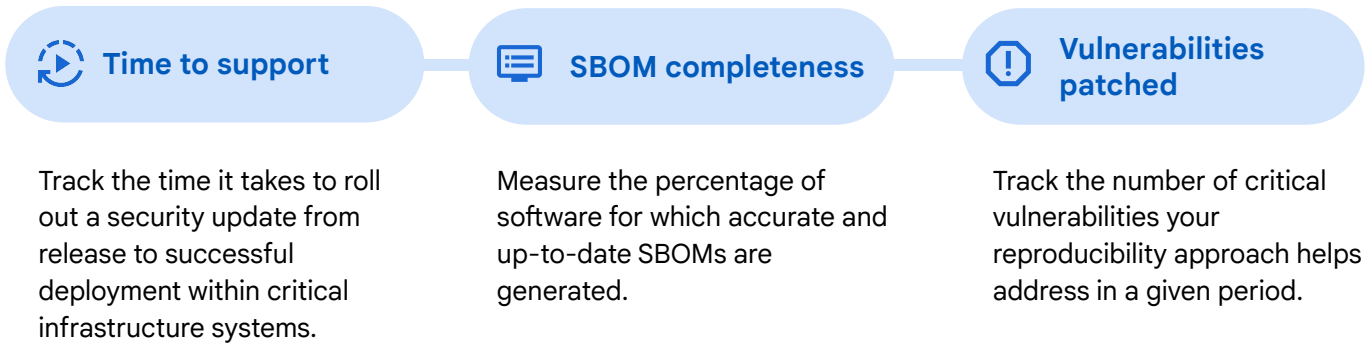 Time to support
SBOM completeness
Vulnerabilities
patched
Track the time it takes to roll
out a security update from
release to successful
deployment within critical
infrastructure systems.
Measure the percentage of
software for which accurate and
up-to-date SBOMs are
generated.
Track the number of critical
vulnerabilities your
reproducibility approach helps
address in a given period.